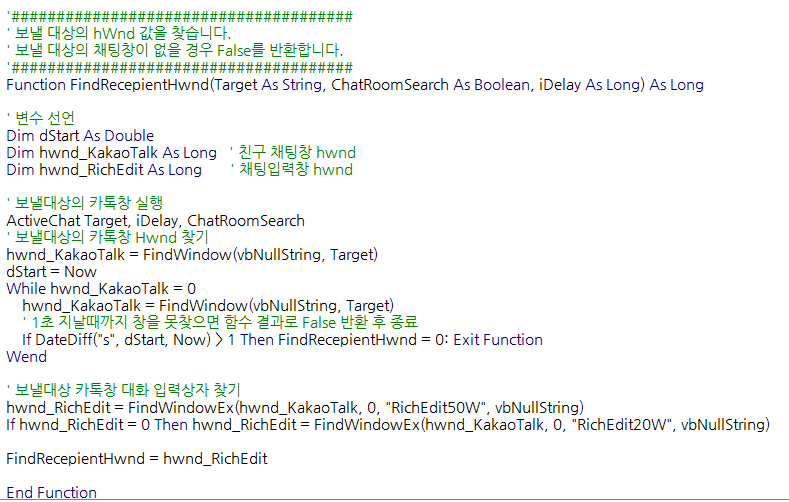 '######################################
' 보낼 대상의 hWnd 값을 찾습니다.
' 보낼 대상의 채팅창이 없을 경우 False를 반환합니다.
'######################################
Function FindRecepientHwnd(Target As String, ChatRoomSearch As Boolean, iDelay As Long) As Long
' 변수 선언
Dim dStart As Double
Dim hwnd_KakaoTalk As Long ' 친구 채팅창 hwnd
Dim hwnd_RichEdit As Long ' 채팅입력창 hwnd
' 보낼대상의 카톡창 실행
ActiveChat Target, iDelay, ChatRoomSearch
' 보낼대상의 카톡창 Hwnd 찾기
hwnd_KakaoTalk = FindWindow(vbNullString, Target)
dStart = Now
While hwnd_KakaoTalk = 0
hwnd_KakaoTalk = FindWindow(vbNullString, Target)
' 1초 지날때까지 창을 못찾으면 함수 결과로 False 반환 후 종료
If DateDiff("s", dStart, Now) > 1 Then FindRecepientHwnd = 0: Exit Function
Wend
' 보낼대상 카톡창 대화 입력상자 찾기
hwnd_RichEdit = FindWindowEx(hwnd_KakaoTalk, 0, "RichEdit50W", vbNullString)
If hwnd_RichEdit = 0 Then hwnd_RichEdit = FindWindowEx(hwnd_KakaoTalk, 0, "RichEdit20W", vbNullString)
FindRecepientHwnd = hwnd_RichEdit
End Function